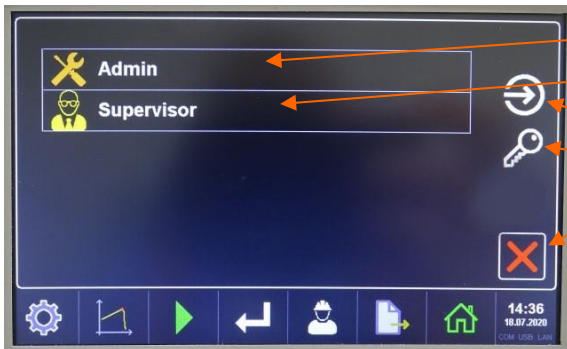 Admin
Supervisor
14:36
18.07.2020
COM USB LAN